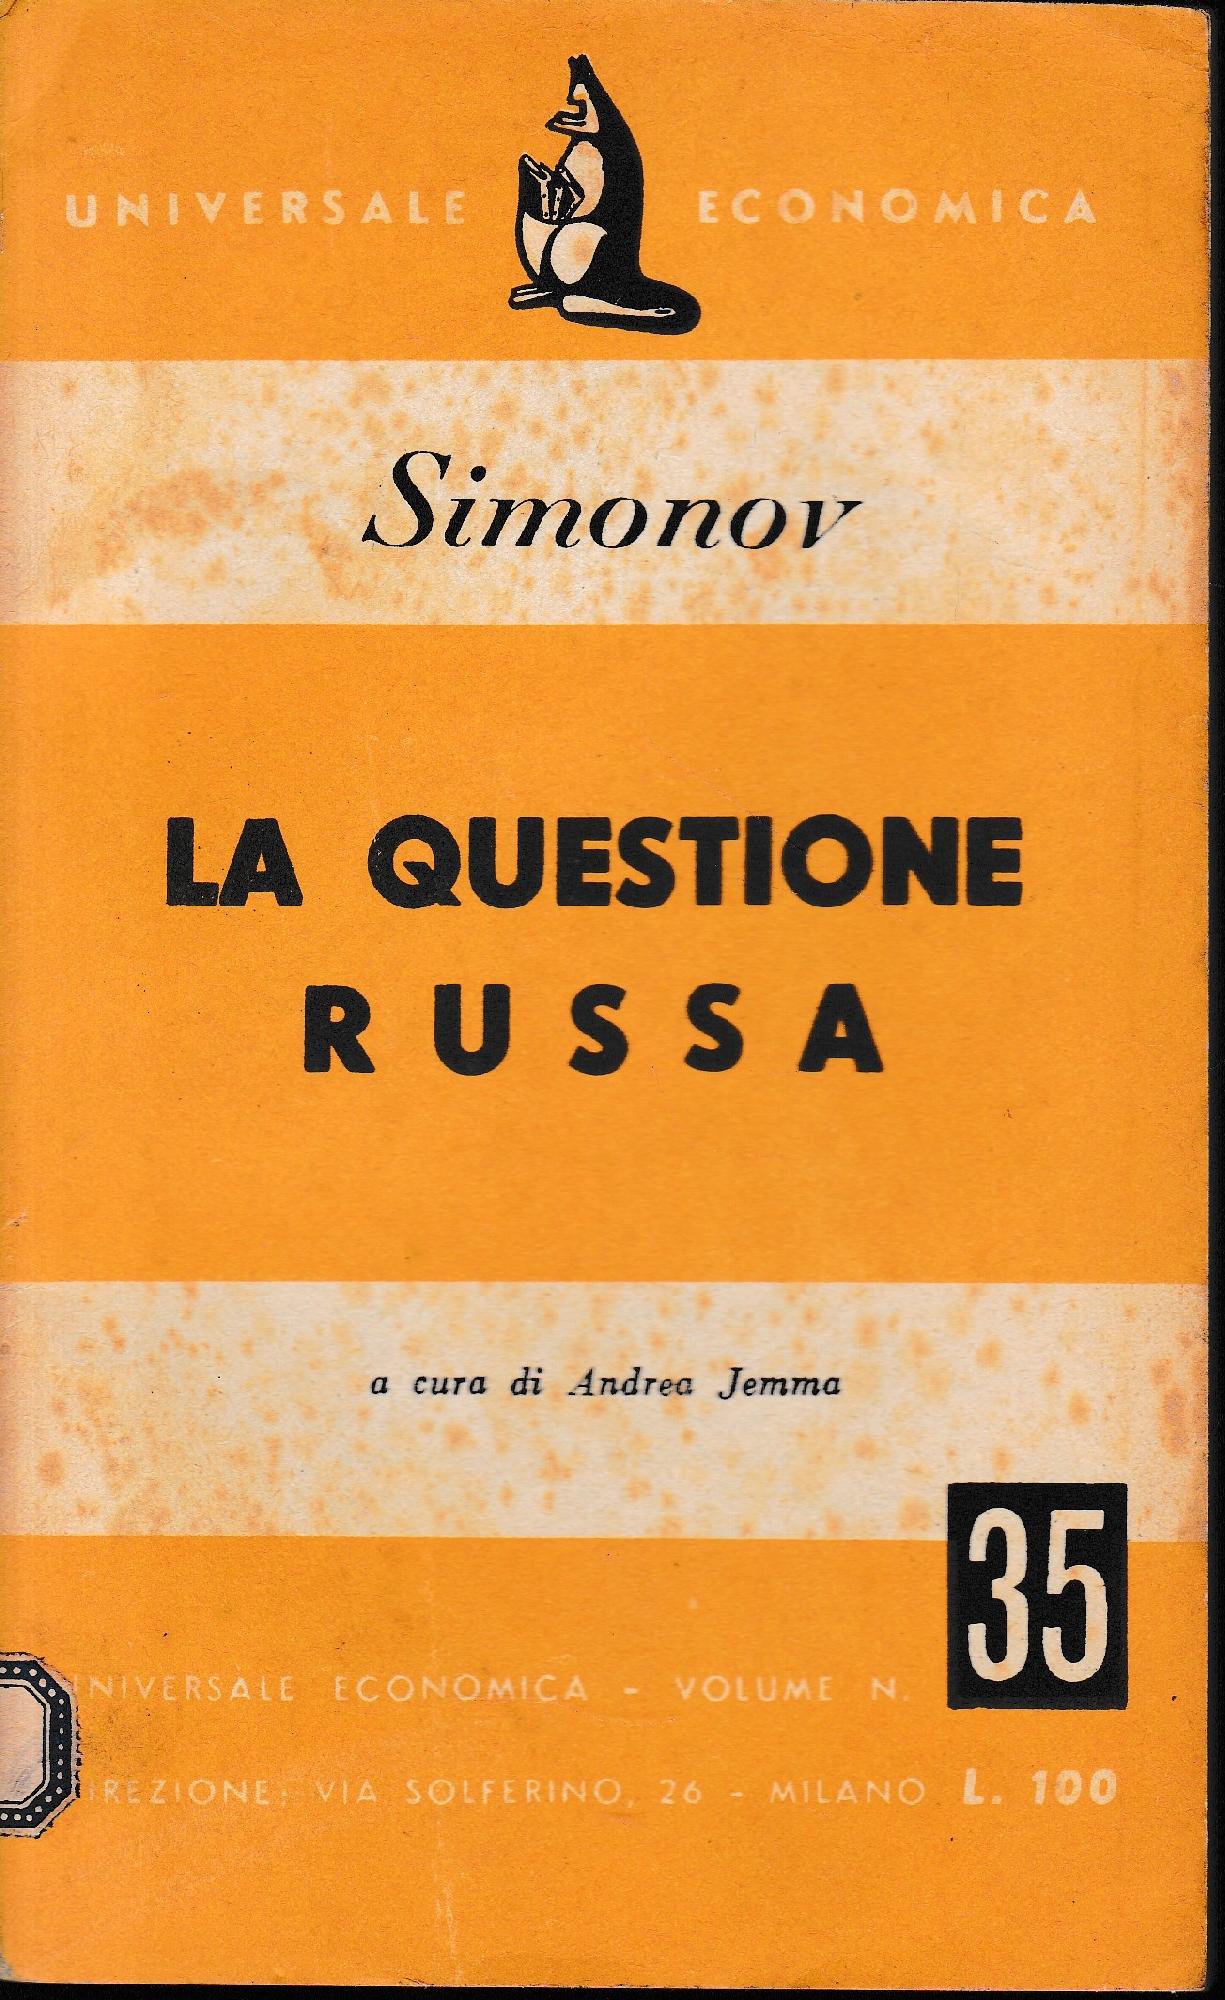 UNIVERSALE ECONOMICA
Simonov
LA QUESTIONE
RUSSA
a cura di Andrea Jemma
35
UNIVERSALE ECONOMICA - VOLUME N.
DIREZIONE: VIA SOLFERINO, 26 - MILANO L. 100